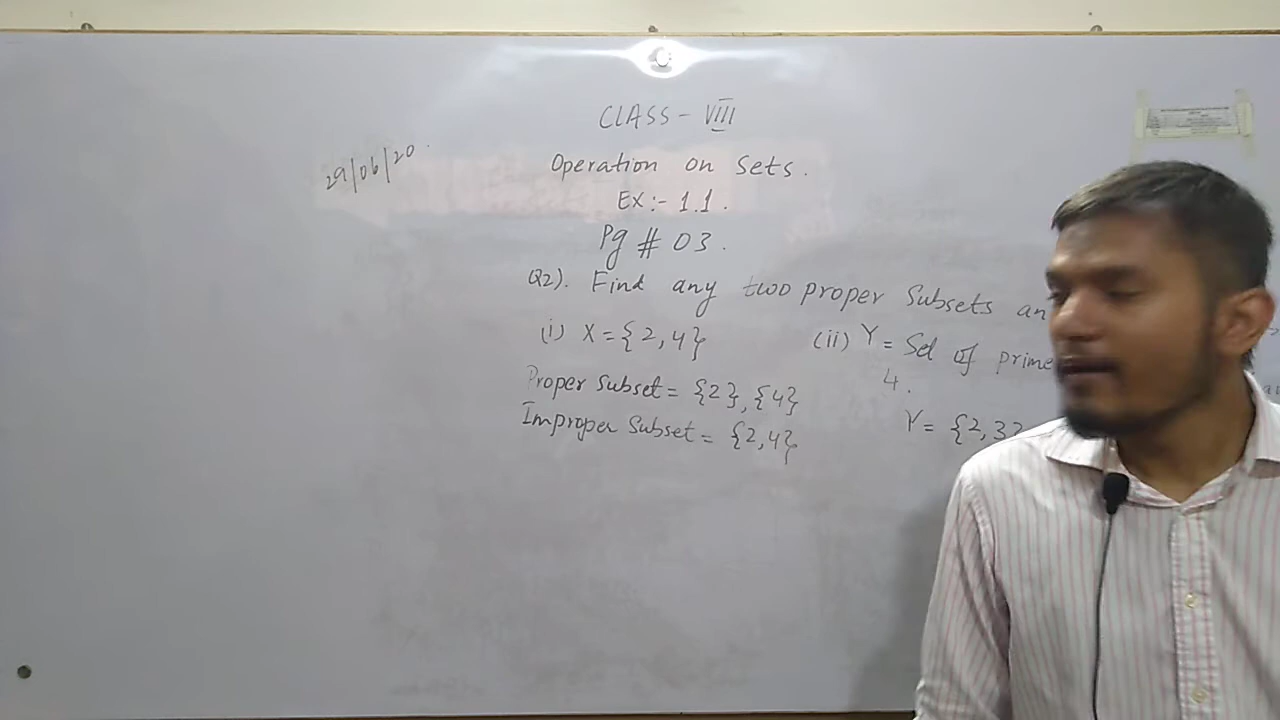 CLASS - VIII
29/06/20.
Operation on Sets.
Ex:- 1.1.
Pg # 03.
Q2). Find any two proper Subsets an
(i) X = {2,4}
(ii) Y = Set of prime
4.
Proper Subset = {2}, {4}
Y = {2,3}
Improper Subset = {2,4}